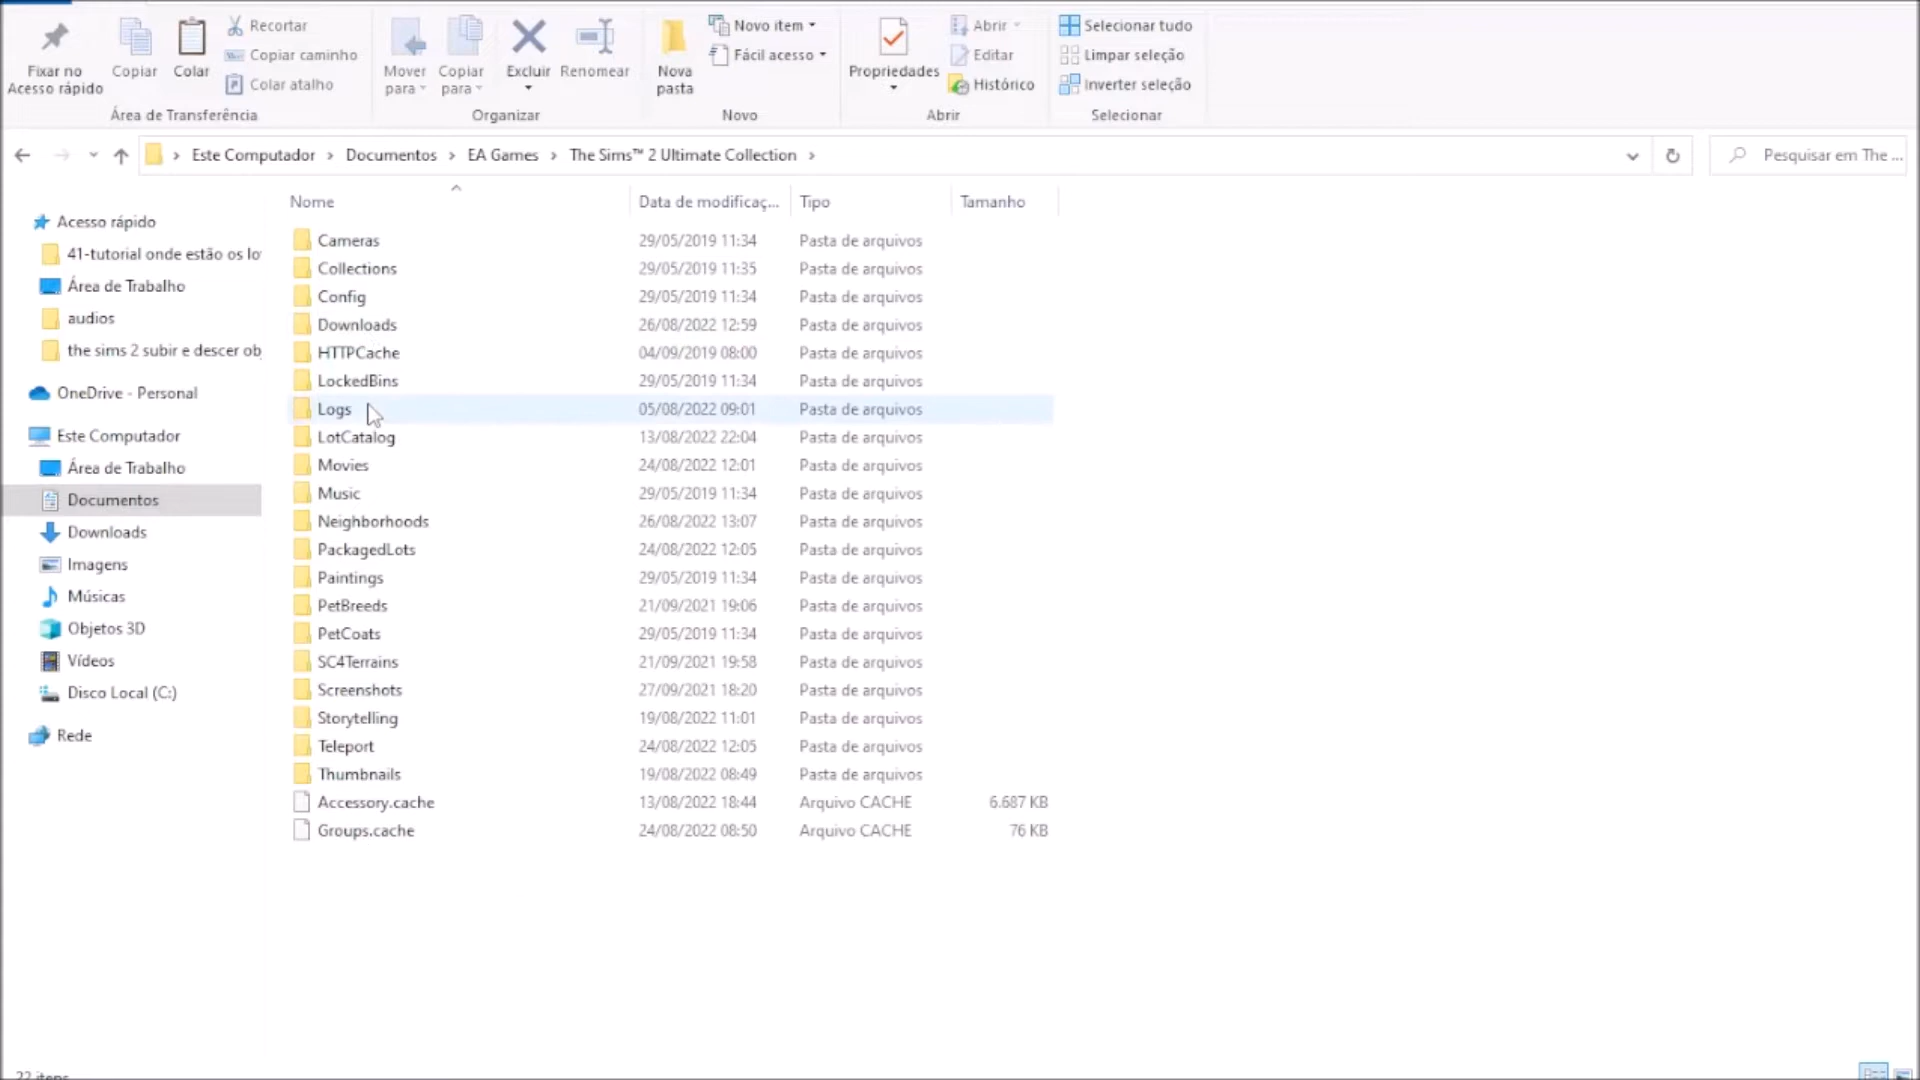 Fixar no
Acesso rápido
Copiar
Colar
Recortar
Copiar caminho
Colar atalho
Área de Transferência
Mover
para
Copiar
para
Excluir
Renomear
Organizar
Nova
pasta
Novo item
Fácil acesso
Novo
Propriedades
Abrir
Editar
Histórico
Abrir
Selecionar tudo
Limpar seleção
Inverter seleção
Selecionar
Este Computador > Documentos > EA Games > The Sims™ 2 Ultimate Collection >
Pesquisar em The ...
Acesso rápido
41-tutorial onde estão os lo
Área de Trabalho
audios
the sims 2 subir e descer ob
OneDrive - Personal
Este Computador
Área de Trabalho
Documentos
Downloads
Imagens
Músicas
Objetos 3D
Vídeos
Disco Local (C:)
Rede
Nome Data de modificaç... Tipo Tamanho
Cameras 29/05/2019 11:34 Pasta de arquivos
Collections 29/05/2019 11:35 Pasta de arquivos
Config 29/05/2019 11:34 Pasta de arquivos
Downloads 26/08/2022 12:59 Pasta de arquivos
HTTPCache 04/09/2019 08:00 Pasta de arquivos
LockedBins 29/05/2019 11:34 Pasta de arquivos
Logs 05/08/2022 09:01 Pasta de arquivos
LotCatalog 13/08/2022 22:04 Pasta de arquivos
Movies 24/08/2022 12:01 Pasta de arquivos
Music 29/05/2019 11:34 Pasta de arquivos
Neighborhoods 26/08/2022 13:07 Pasta de arquivos
PackagedLots 24/08/2022 12:05 Pasta de arquivos
Paintings 29/05/2019 11:34 Pasta de arquivos
PetBreeds 21/09/2021 19:06 Pasta de arquivos
PetCoats 29/05/2019 11:34 Pasta de arquivos
SC4Terrains 21/09/2021 19:58 Pasta de arquivos
Screenshots 27/09/2021 18:20 Pasta de arquivos
Storytelling 19/08/2022 11:01 Pasta de arquivos
Teleport 24/08/2022 12:05 Pasta de arquivos
Thumbnails 19/08/2022 08:49 Pasta de arquivos
Accessory.cache 13/08/2022 18:44 Arquivo CACHE 6.687 KB
Groups.cache 24/08/2022 08:50 Arquivo CACHE 76 KB
22 itens